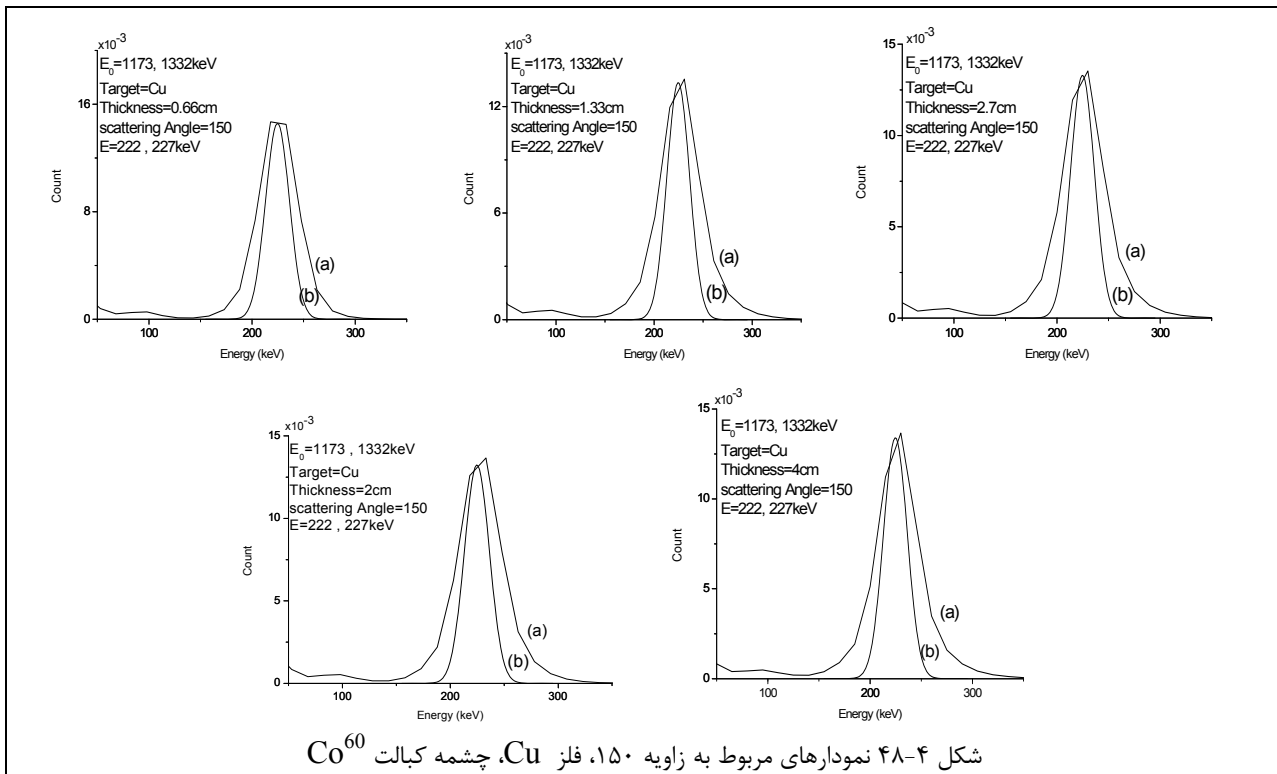 x10⁻³
E₀=1173, 1332keV
Target=Cu
Thickness=0.66cm
scattering Angle=150
E=222 , 227keV
16
8
0
Count
(a)
(b)
100
200
300
Energy (keV)
x10⁻³
E₀=1173, 1332keV
Target=Cu
Thickness=1.33cm
scattering Angle=150
E=222, 227keV
12
6
0
Count
(a)
(b)
100
200
300
Energy (keV)
x10⁻³
15
E₀=1173, 1332keV
Target=Cu
Thickness=2.7cm
scattering Angle=150
E=222, 227keV
10
5
0
Count
(a)
(b)
100
200
300
Energy (keV)
x10⁻³
15
E₀=1173 , 1332keV
Target=Cu
Thickness=2cm
scattering Angle=150
E=222 , 227keV
10
5
0
Count
(a)
(b)
100
200
300
Energy (keV)
x10⁻³
15
E₀=1173, 1332keV
Target=Cu
Thickness=4cm
scattering Angle=150
E=222, 227keV
10
5
0
Count
(a)
(b)
100
200
300
Energy (keV)
شکل ۴-۴۸ نمودارهای مربوط به زاویه ۱۵۰، فلز Cu، چشمه کبالت Co⁶⁰